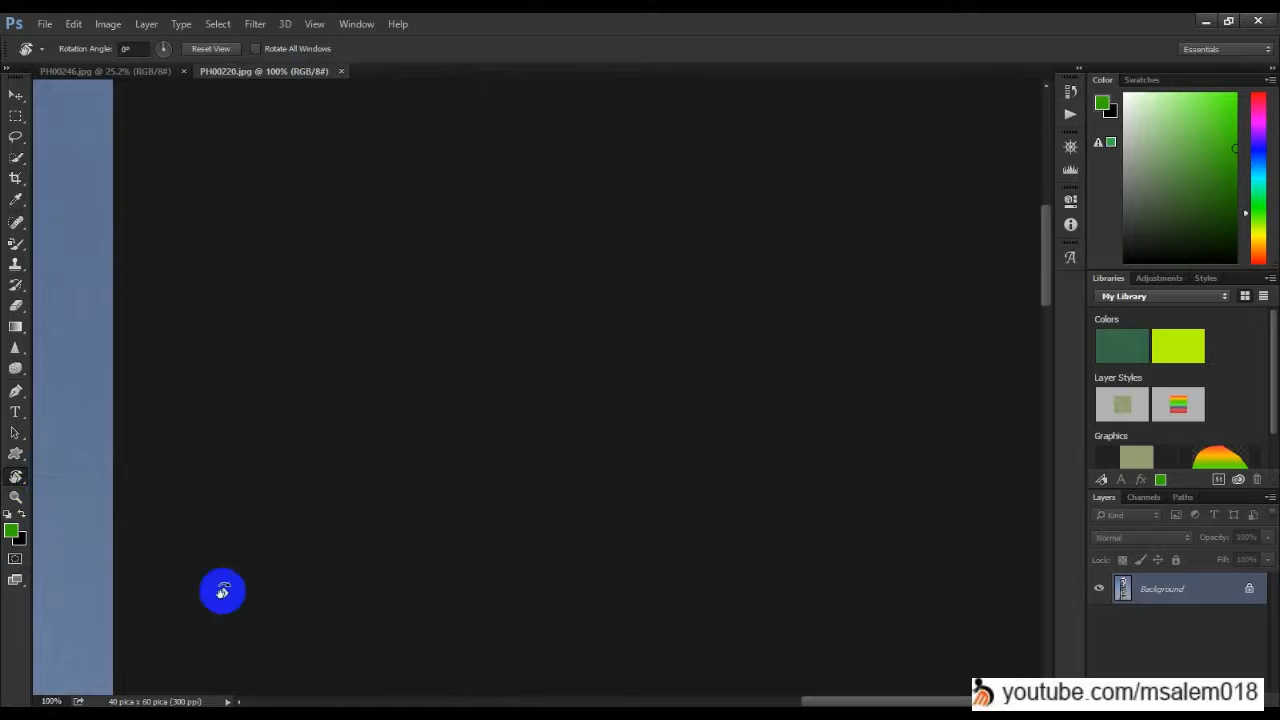 Ps File Edit Image Layer Type Select Filter 3D View Window Help
Rotation Angle: 0° Reset View Rotate All Windows Essentials
PH00246.jpg @ 25.2% (RGB/8#) × PH00220.jpg @ 100% (RGB/8#) ×
Color Swatches
Libraries Adjustments Styles
My Library
Colors
Layer Styles
Graphics
Layers Channels Paths
Kind
Normal Opacity: 100%
Lock: Fill: 100%
Background
100% 40 pica x 60 pica (300 ppi)
youtube.com/msalem018